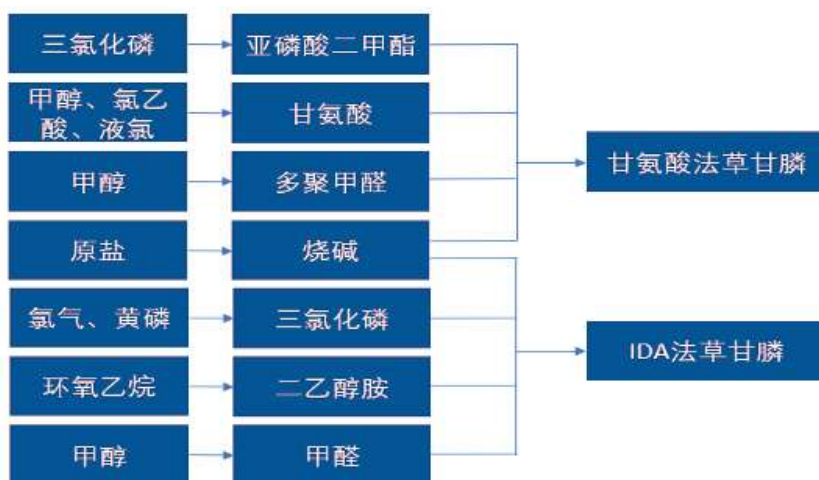 三氯化磷
亚磷酸二甲酯
甲醇、氯乙
酸、液氯
甘氨酸
甲醇
多聚甲醛
甘氨酸法草甘膦
原盐
烧碱
氯气、黄磷
三氯化磷
IDA法草甘膦
环氧乙烷
二乙醇胺
甲醇
甲醛